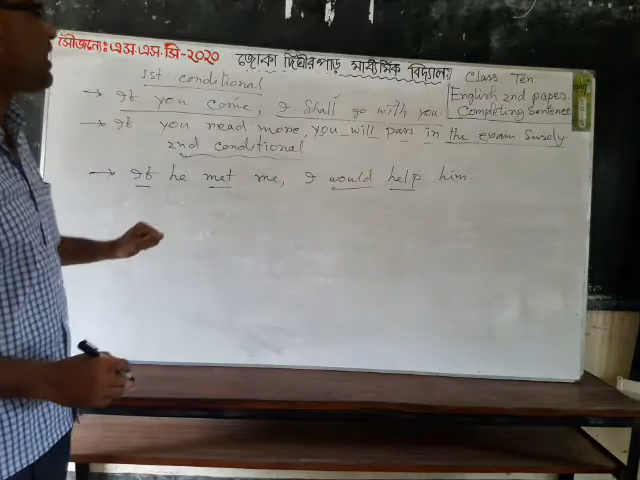 সৌজন্যে: এস.এস.সি-২০২০
জোকা দিঘীর পাড় মাধ্যমিক বিদ্যালয়
Class Ten
English 2nd paper
Completing Sentence
1st conditional
→ If you come, I shall go with you.
→ If you read more, you will pass in the exam surely
2nd conditional
→ If he met me, I would help him.